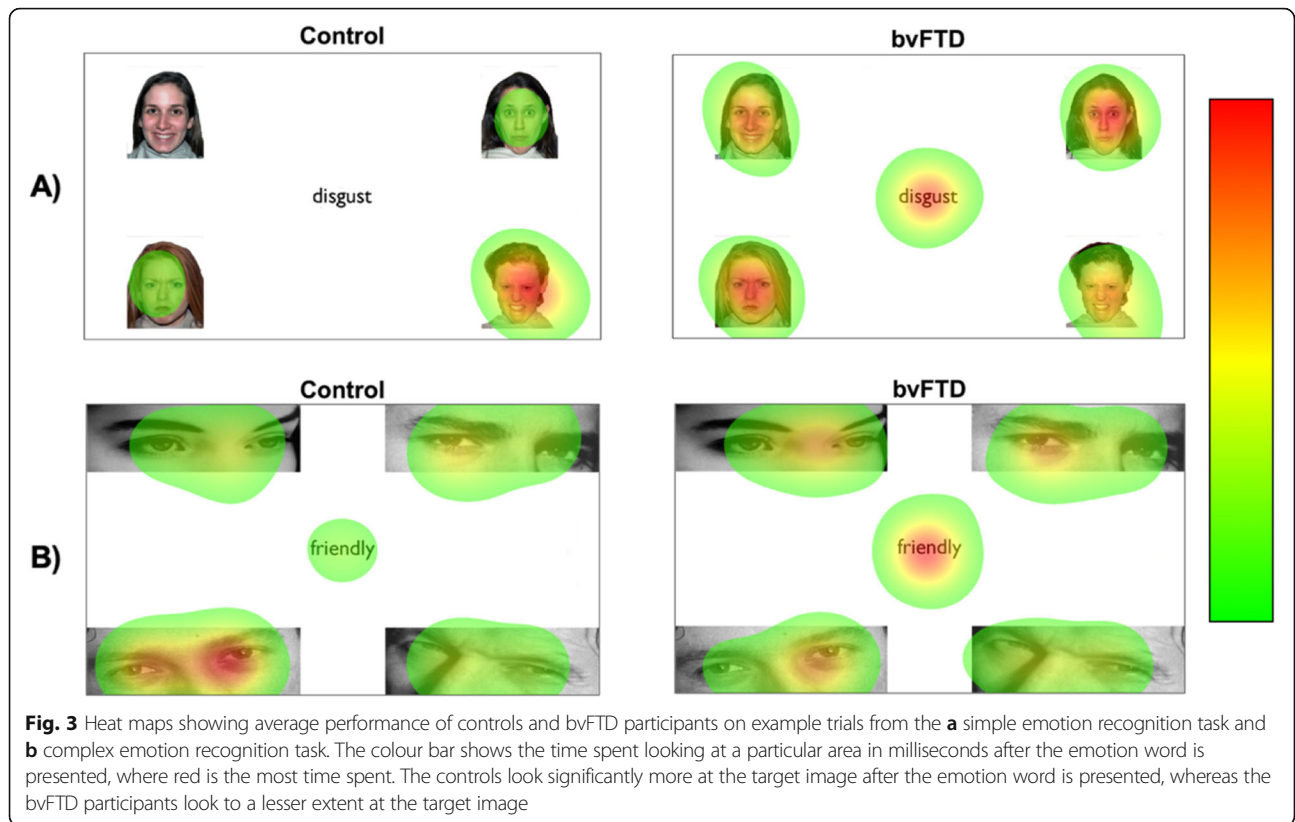 Control
bvFTD
A)
disgust
disgust
Control
bvFTD
B)
friendly
friendly
Fig. 3 Heat maps showing average performance of controls and bvFTD participants on example trials from the a simple emotion recognition task and
b complex emotion recognition task. The colour bar shows the time spent looking at a particular area in milliseconds after the emotion word is
presented, where red is the most time spent. The controls look significantly more at the target image after the emotion word is presented, whereas the
bvFTD participants look to a lesser extent at the target image